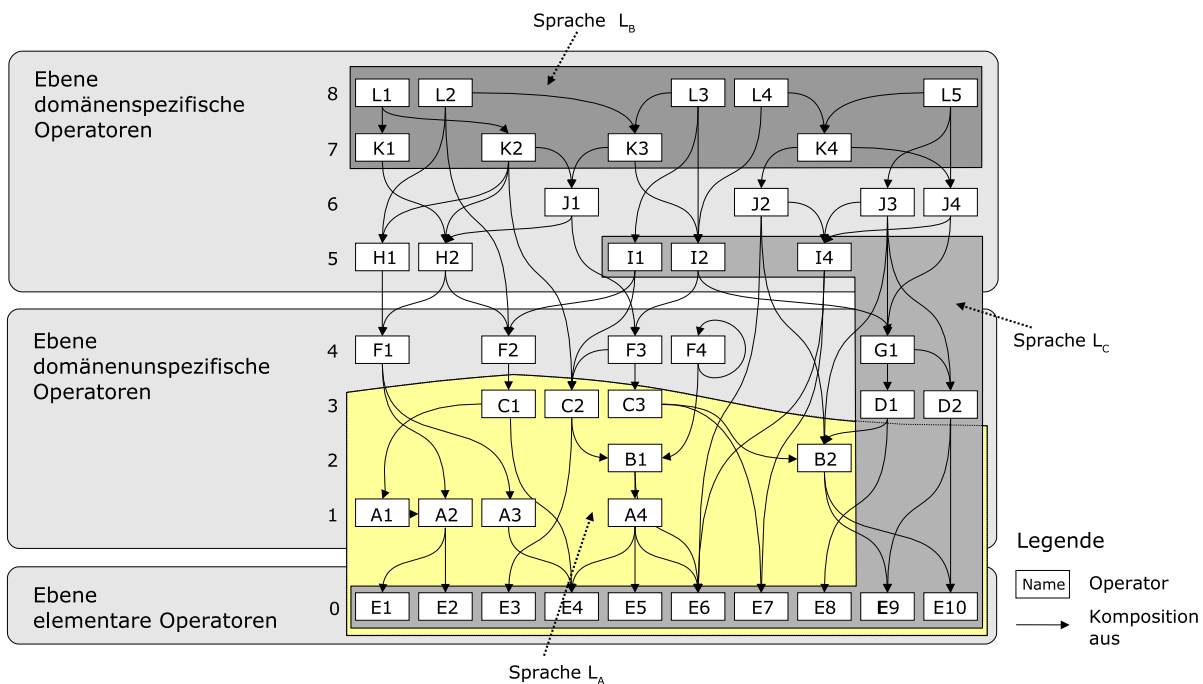 Sprache L_B
Ebene
domänenspezifische
Operatoren
8
L1 L2 L3 L4 L5
7
K1 K2 K3 K4
6
J1 J2 J3 J4
5
H1 H2 I1 I2 I4
Sprache L_C
Ebene
domänenunspezifische
Operatoren
4
F1 F2 F3 F4 G1
3
C1 C2 C3 D1 D2
2
B1 B2
1
A1 A2 A3 A4
Ebene
elementare Operatoren
0
E1 E2 E3 E4 E5 E6 E7 E8 E9 E10
Sprache L_A
Legende
Name Operator
Komposition
aus